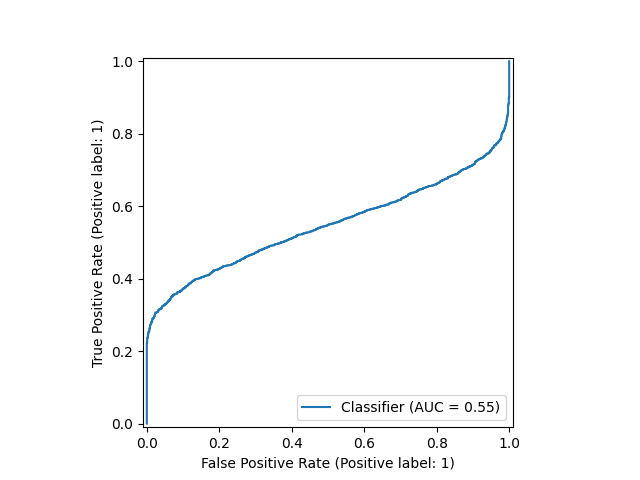 1.0
0.8
0.6
0.4
0.2
0.0
True Positive Rate (Positive label: 1)
Classifier (AUC = 0.55)
0.0 0.2 0.4 0.6 0.8 1.0
False Positive Rate (Positive label: 1)